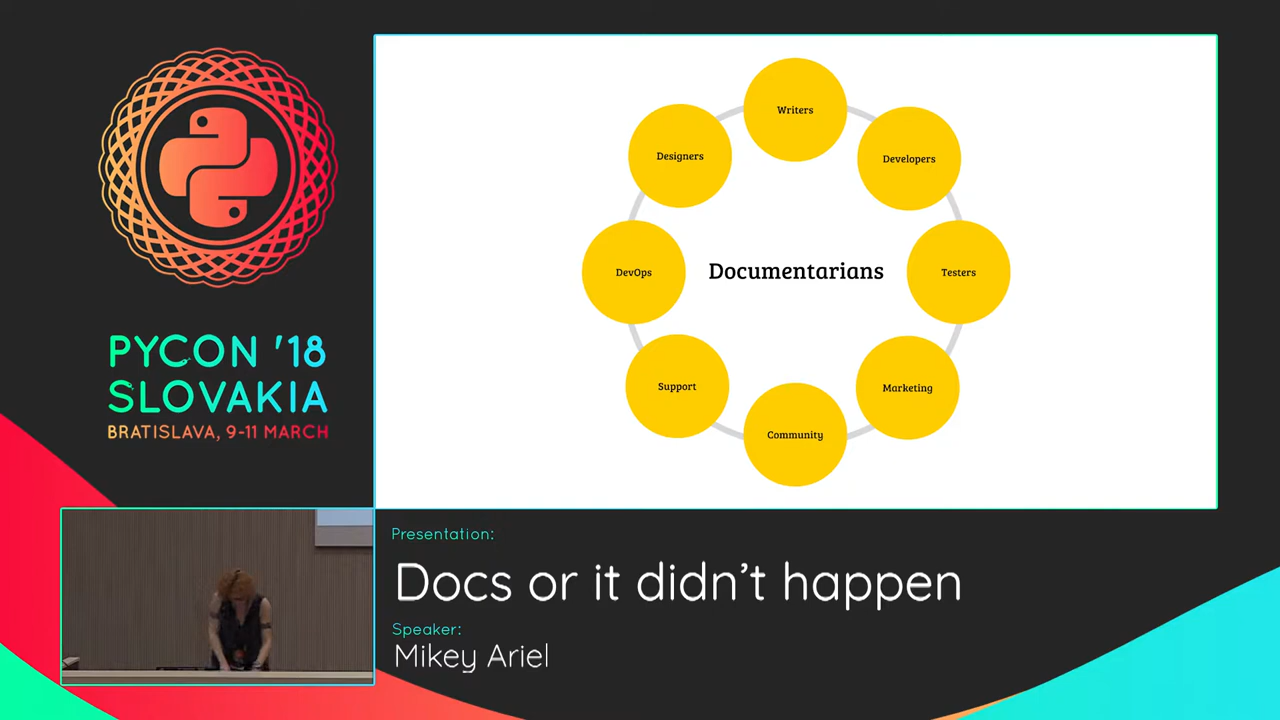 PYCON '18
SLOVAKIA
BRATISLAVA, 9-11 MARCH
Writers
Designers
Developers
DevOps
Documentarians
Testers
Support
Marketing
Community
Presentation:
Docs or it didn't happen
Speaker:
Mikey Ariel